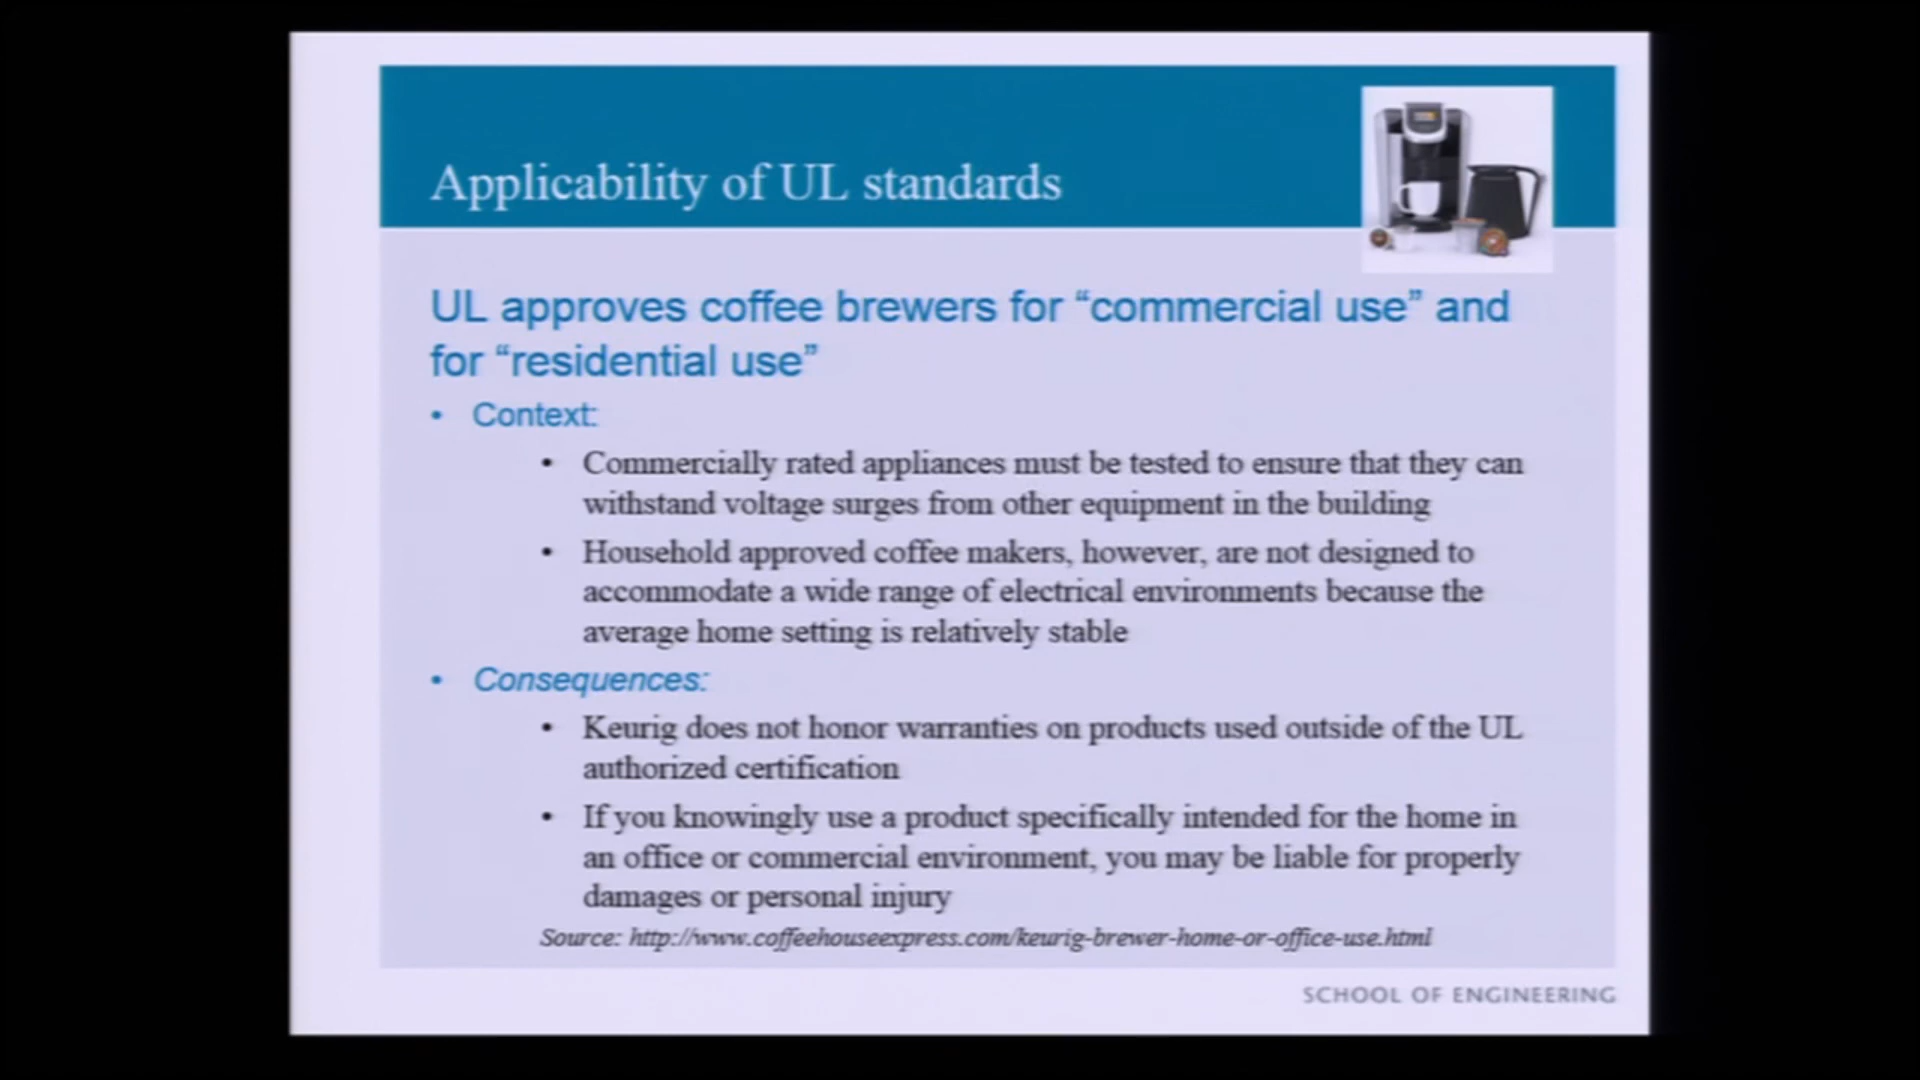 Applicability of UL standards
UL approves coffee brewers for “commercial use” and
for “residential use”
• Context:
• Commercially rated appliances must be tested to ensure that they can
withstand voltage surges from other equipment in the building
• Household approved coffee makers, however, are not designed to
accommodate a wide range of electrical environments because the
average home setting is relatively stable
• Consequences:
• Keurig does not honor warranties on products used outside of the UL
authorized certification
• If you knowingly use a product specifically intended for the home in
an office or commercial environment, you may be liable for properly
damages or personal injury
Source: http://www.coffeehouseexpress.com/keurig-brewer-home-or-office-use.html
SCHOOL OF ENGINEERING